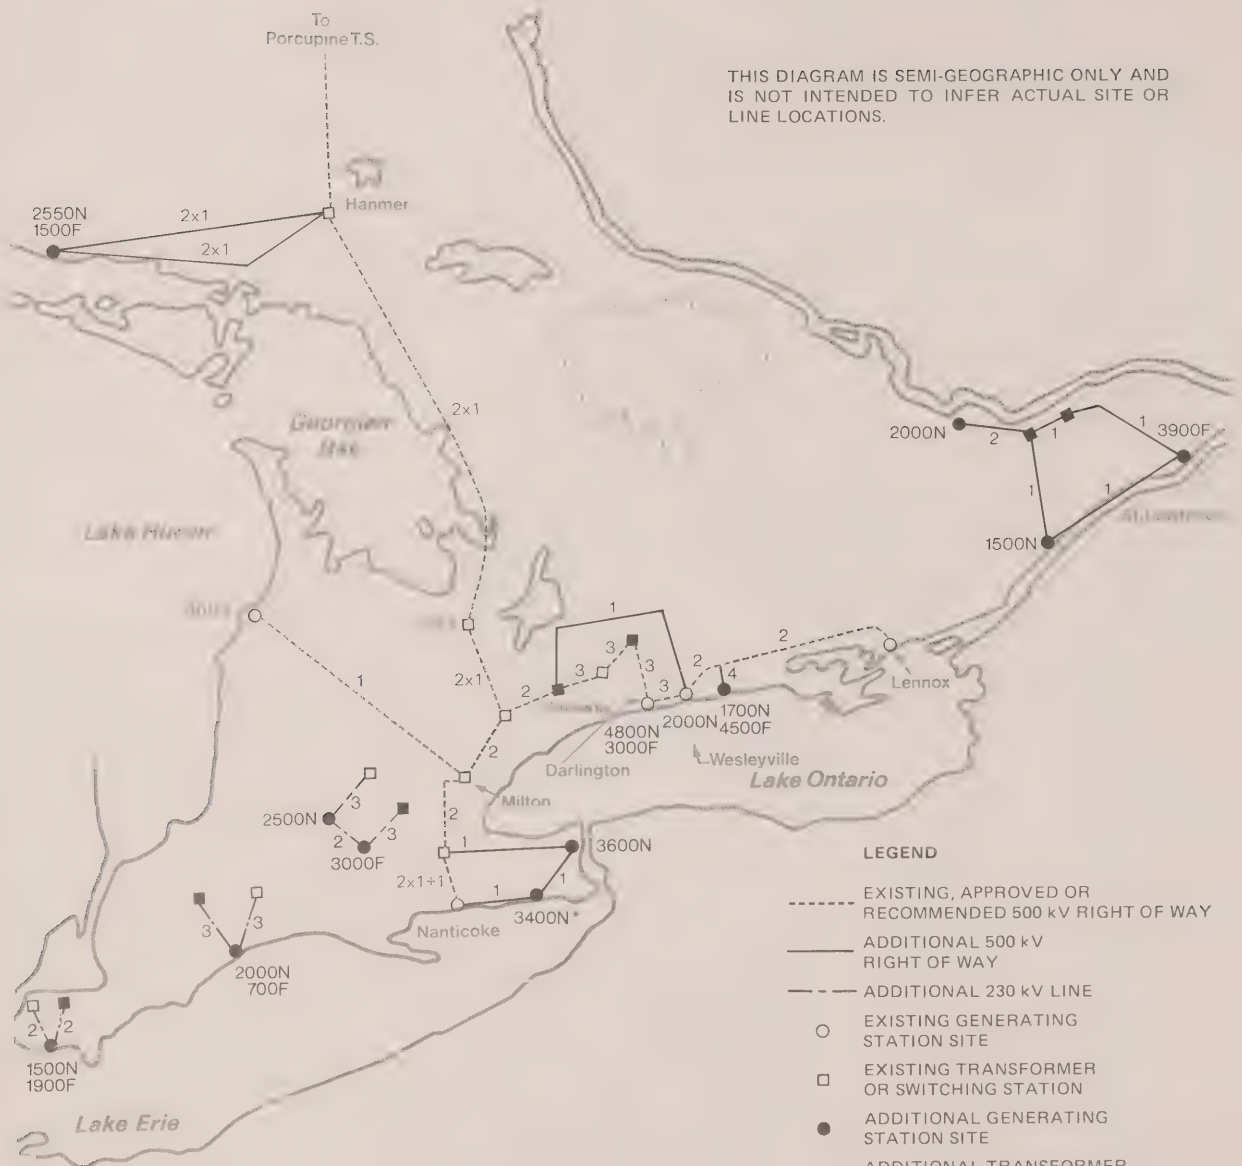 To
Porcupine T.S.
THIS DIAGRAM IS SEMI-GEOGRAPHIC ONLY AND
IS NOT INTENDED TO INFER ACTUAL SITE OR
LINE LOCATIONS.
Hanmer
2550N
1500F
2x1
2x1
2x1
Georgian
Bay
Lake Huron
2000N
2
1
1
3900F
1
1
1500N
St. Lawrence
1
2x1
1
2
3
3
3
3
2
4
2
Lennox
4800N
3000F
2000N
1700N
4500F
Darlington
Wesleyville
Lake Ontario
2
Milton
2
2500N
3
2
3
3000F
1
3600N
2x1+1
1
1
3400N*
Nanticoke
3
3
2000N
700F
2
2
1500N
1900F
Lake Erie
LEGEND
EXISTING, APPROVED OR
RECOMMENDED 500 kV RIGHT OF WAY
ADDITIONAL 500 kV
RIGHT OF WAY
ADDITIONAL 230 kV LINE
EXISTING GENERATING
STATION SITE
EXISTING TRANSFORMER
OR SWITCHING STATION
ADDITIONAL GENERATING
STATION SITE
ADDITIONAL TRANSFORMER